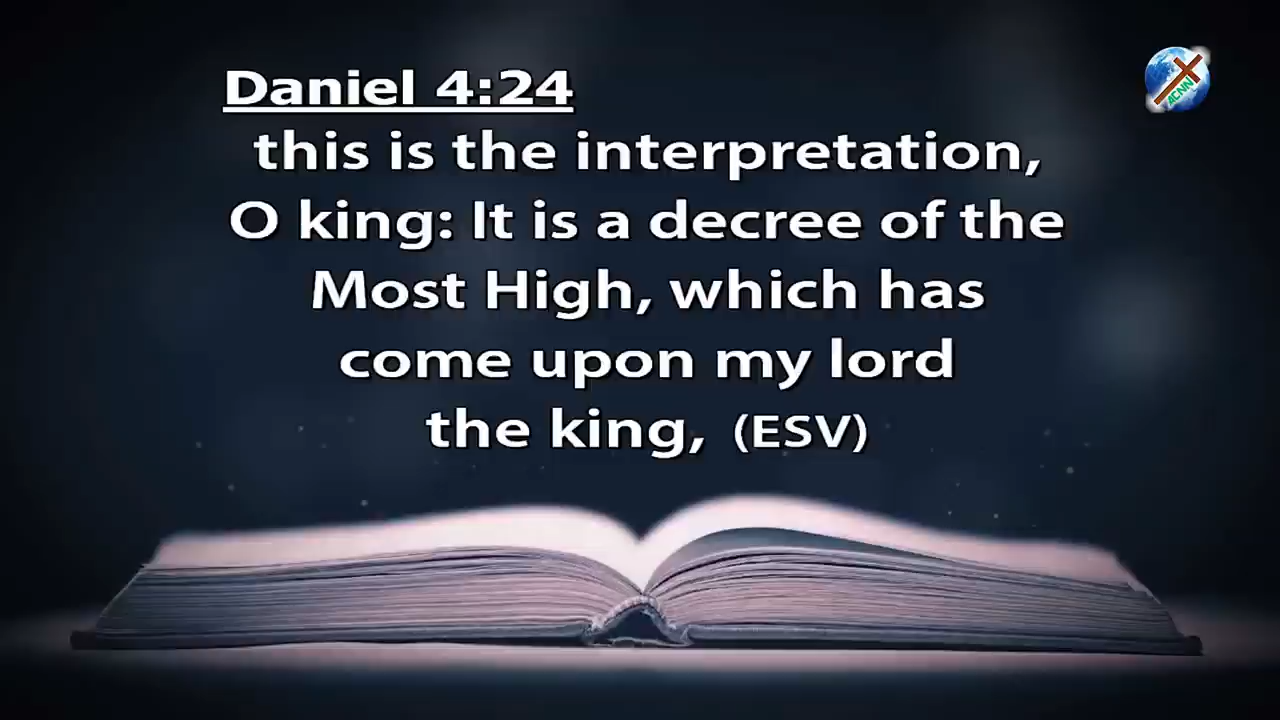 Daniel 4:24
this is the interpretation,
O king: It is a decree of the
Most High, which has
come upon my lord
the king, (ESV)
ACNN